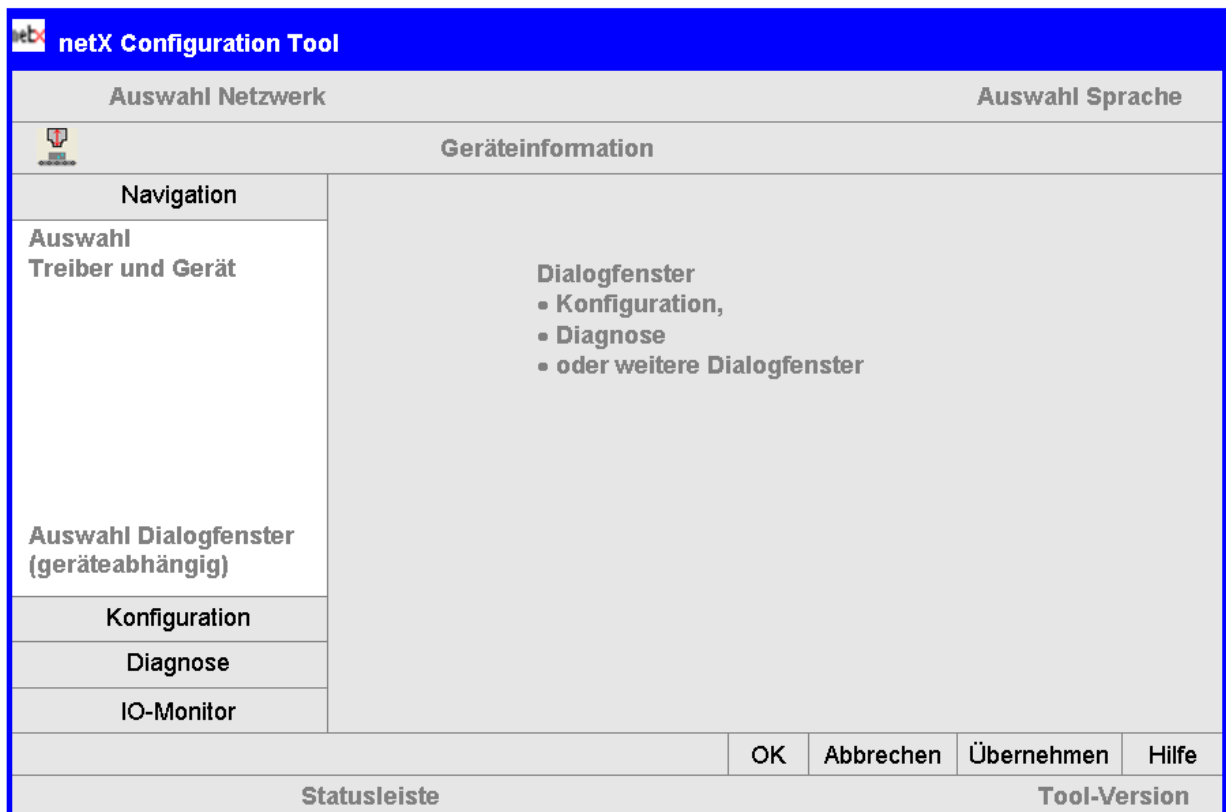 netX netX Configuration Tool
Auswahl Netzwerk Auswahl Sprache
Geräteinformation
Navigation
Auswahl
Treiber und Gerät
Dialogfenster
• Konfiguration,
• Diagnose
• oder weitere Dialogfenster
Auswahl Dialogfenster
(geräteabhängig)
Konfiguration
Diagnose
IO-Monitor
OK Abbrechen Übernehmen Hilfe
Statusleiste Tool-Version